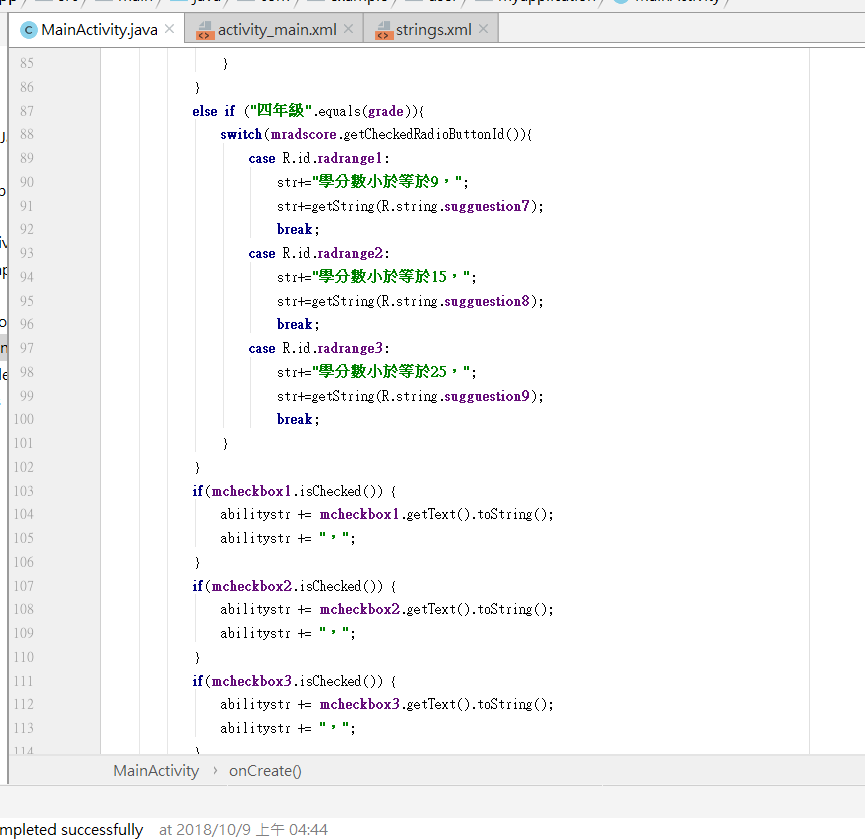 MainActivity.java
activity_main.xml
strings.xml
85 }
86 }
87 else if ("四年級".equals(grade)){
88 switch(mradscore.getCheckedRadioButtonId()){
89 case R.id.radrange1:
90 str+="學分數小於等於9，";
91 str+=getString(R.string.sugguestion7);
92 break;
93 case R.id.radrange2:
94 str+="學分數小於等於15，";
95 str+=getString(R.string.sugguestion8);
96 break;
97 case R.id.radrange3:
98 str+="學分數小於等於25，";
99 str+=getString(R.string.sugguestion9);
100 break;
101 }
102 }
103 if(mcheckbox1.isChecked()) {
104 abilitystr += mcheckbox1.getText().toString();
105 abilitystr += "，";
106 }
107 if(mcheckbox2.isChecked()) {
108 abilitystr += mcheckbox2.getText().toString();
109 abilitystr += "，";
110 }
111 if(mcheckbox3.isChecked()) {
112 abilitystr += mcheckbox3.getText().toString();
113 abilitystr += "，";
114 }
MainActivity › onCreate()
mpleted successfully at 2018/10/9 上午 04:44